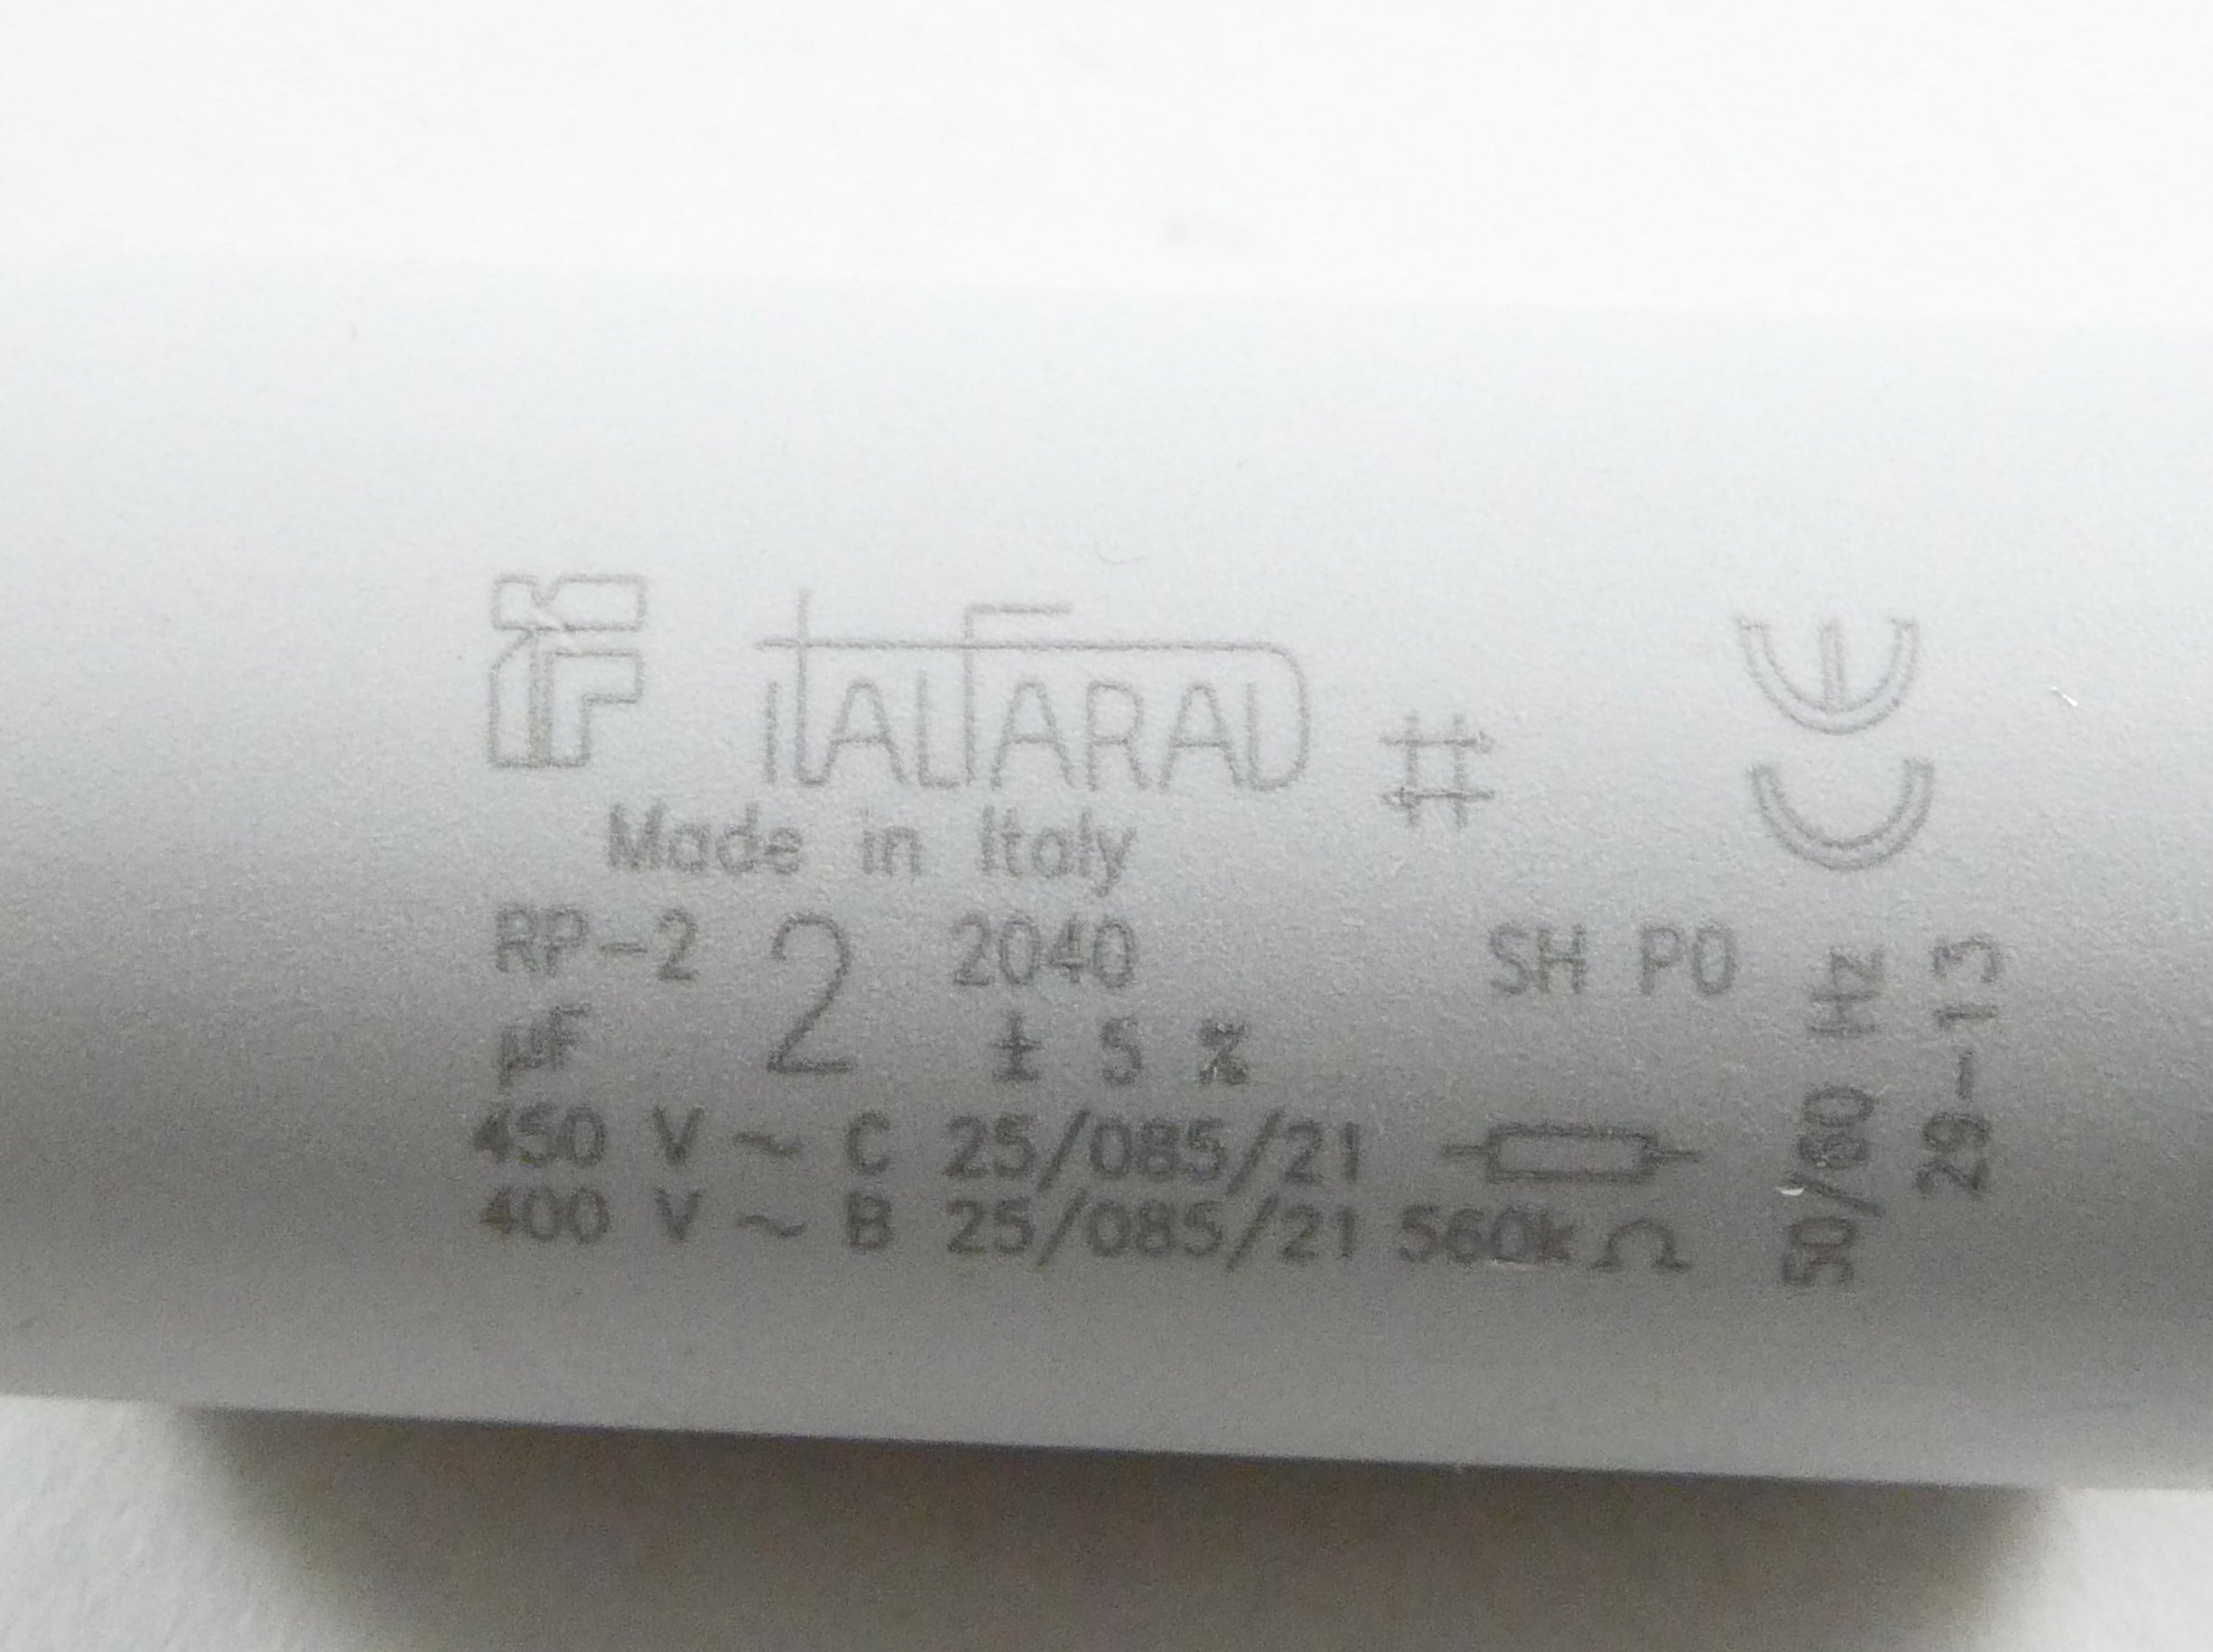 ITALFARAD
Made in Italy
RP-2 2 2040 SH P0
µF ± 5 %
450 V ~ C 25/085/21
400 V ~ B 25/085/21 560k Ω
CE
50/60 Hz
29-13